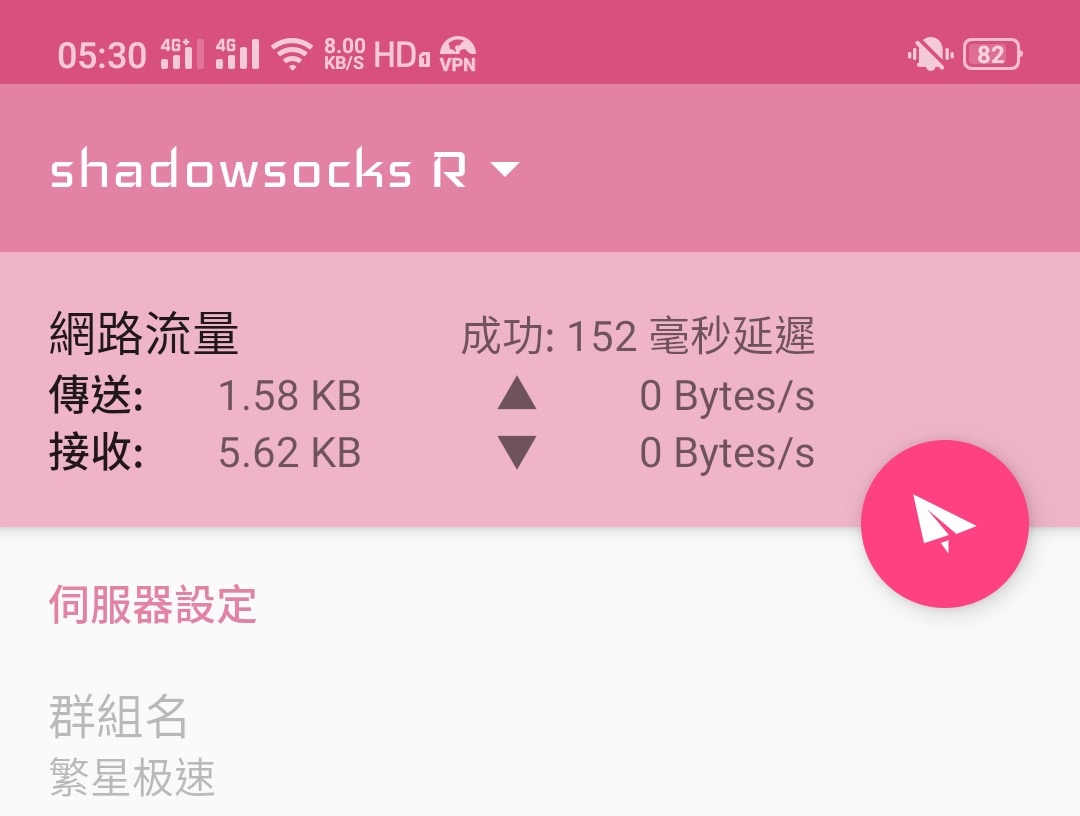 05:30 4G+ 4G 8.00 KB/S HD1 VPN 82
shadowsocks R
網路流量 成功: 152 毫秒延遲
傳送: 1.58 KB ▲ 0 Bytes/s
接收: 5.62 KB ▼ 0 Bytes/s
伺服器設定
群組名
繁星极速